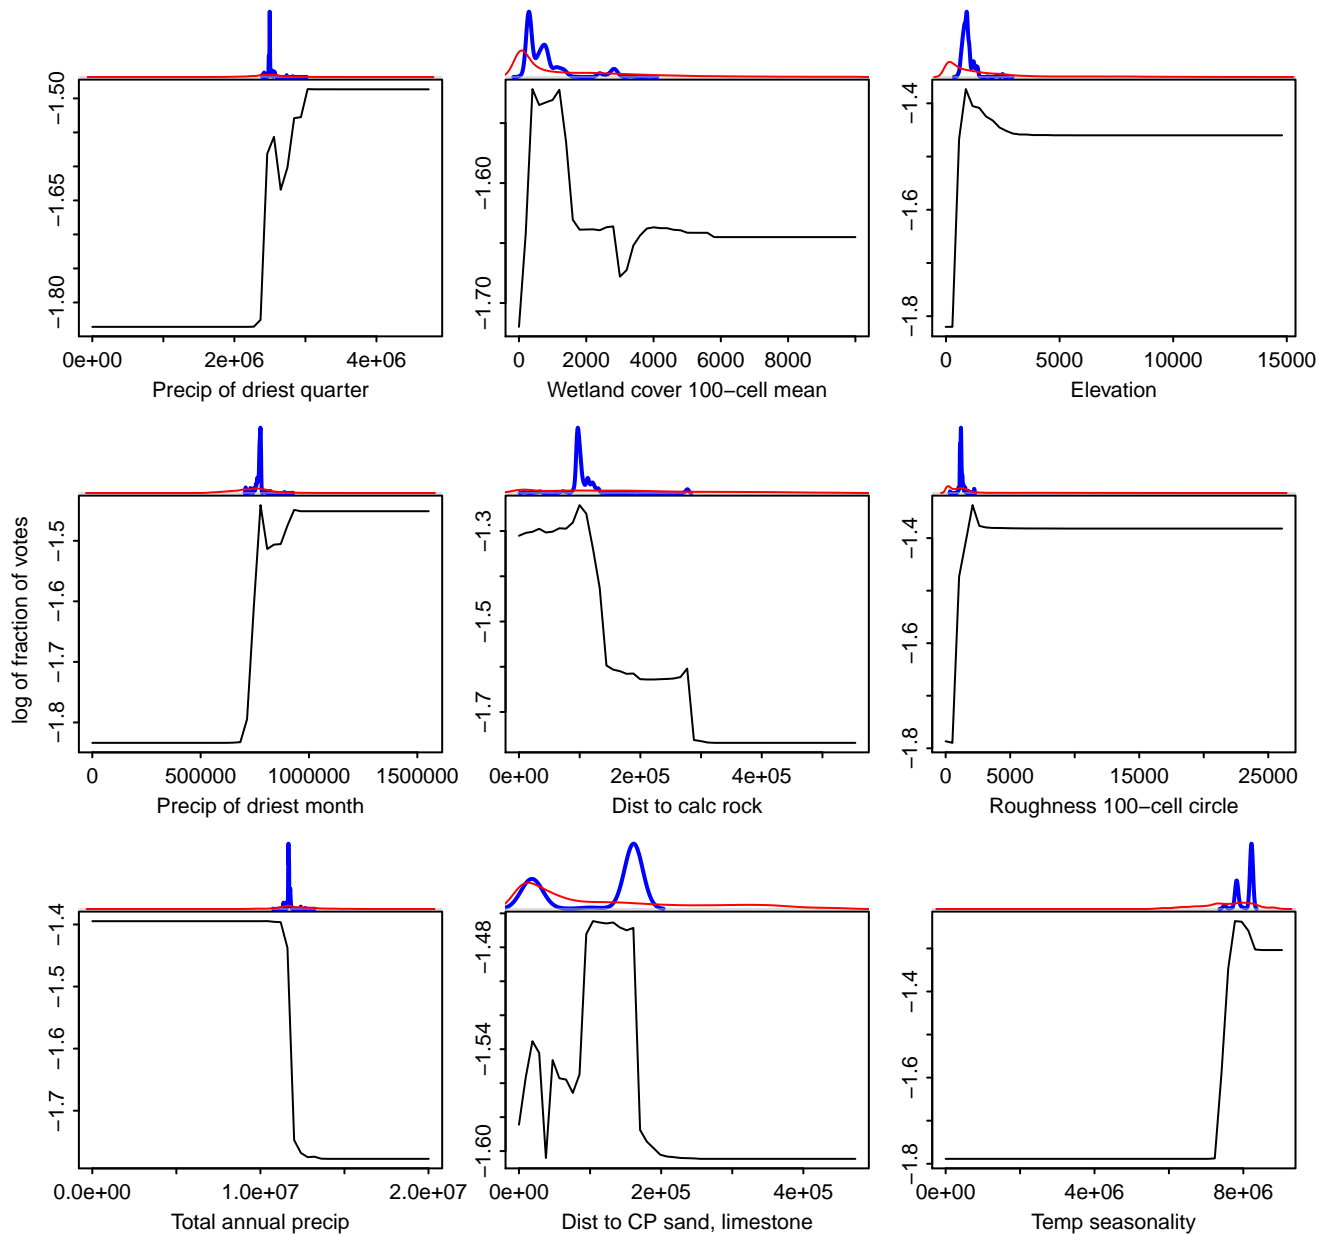 −1.50
−1.65
−1.80
0e+00 2e+06 4e+06
Precip of driest quarter
−1.60
−1.70
0 2000 4000 6000 8000
Wetland cover 100−cell mean
−1.4
−1.6
−1.8
0 5000 10000 15000
Elevation
log of fraction of votes
−1.5
−1.6
−1.7
−1.8
0 500000 1000000 1500000
Precip of driest month
−1.3
−1.5
−1.7
0e+00 2e+05 4e+05
Dist to calc rock
−1.4
−1.6
−1.8
0 5000 15000 25000
Roughness 100−cell circle
−1.4
−1.5
−1.6
−1.7
0.0e+00 1.0e+07 2.0e+07
Total annual precip
−1.48
−1.54
−1.60
0e+00 2e+05 4e+05
Dist to CP sand, limestone
−1.4
−1.6
−1.8
0e+00 4e+06 8e+06
Temp seasonality